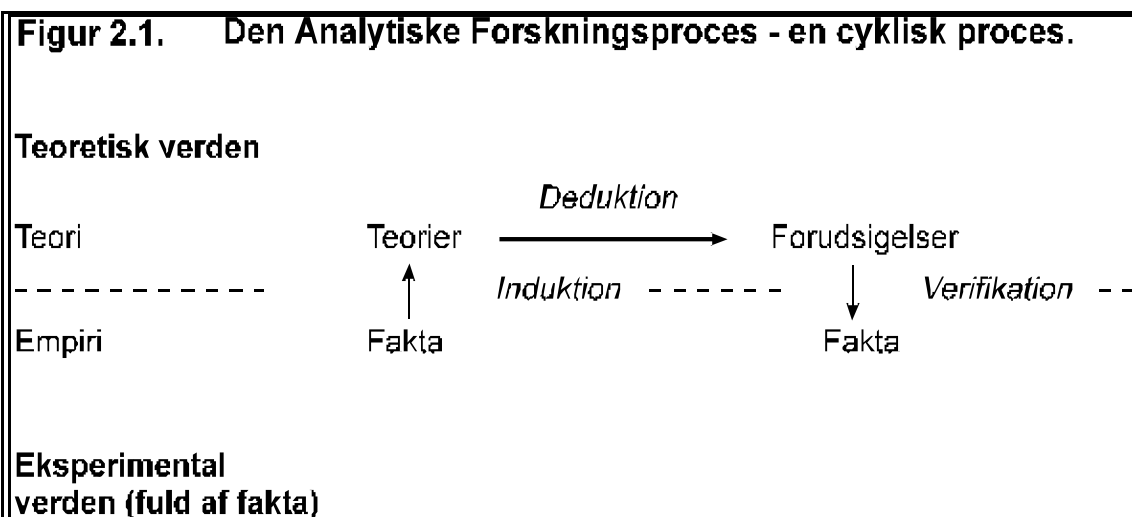 Figur 2.1. Den Analytiske Forskningsproces - en cyklisk proces.
Teoretisk verden
Deduktion
Teori Teorier Forudsigelser
Induktion Verifikation
Empiri Fakta Fakta
Eksperimental
verden (fuld af fakta)